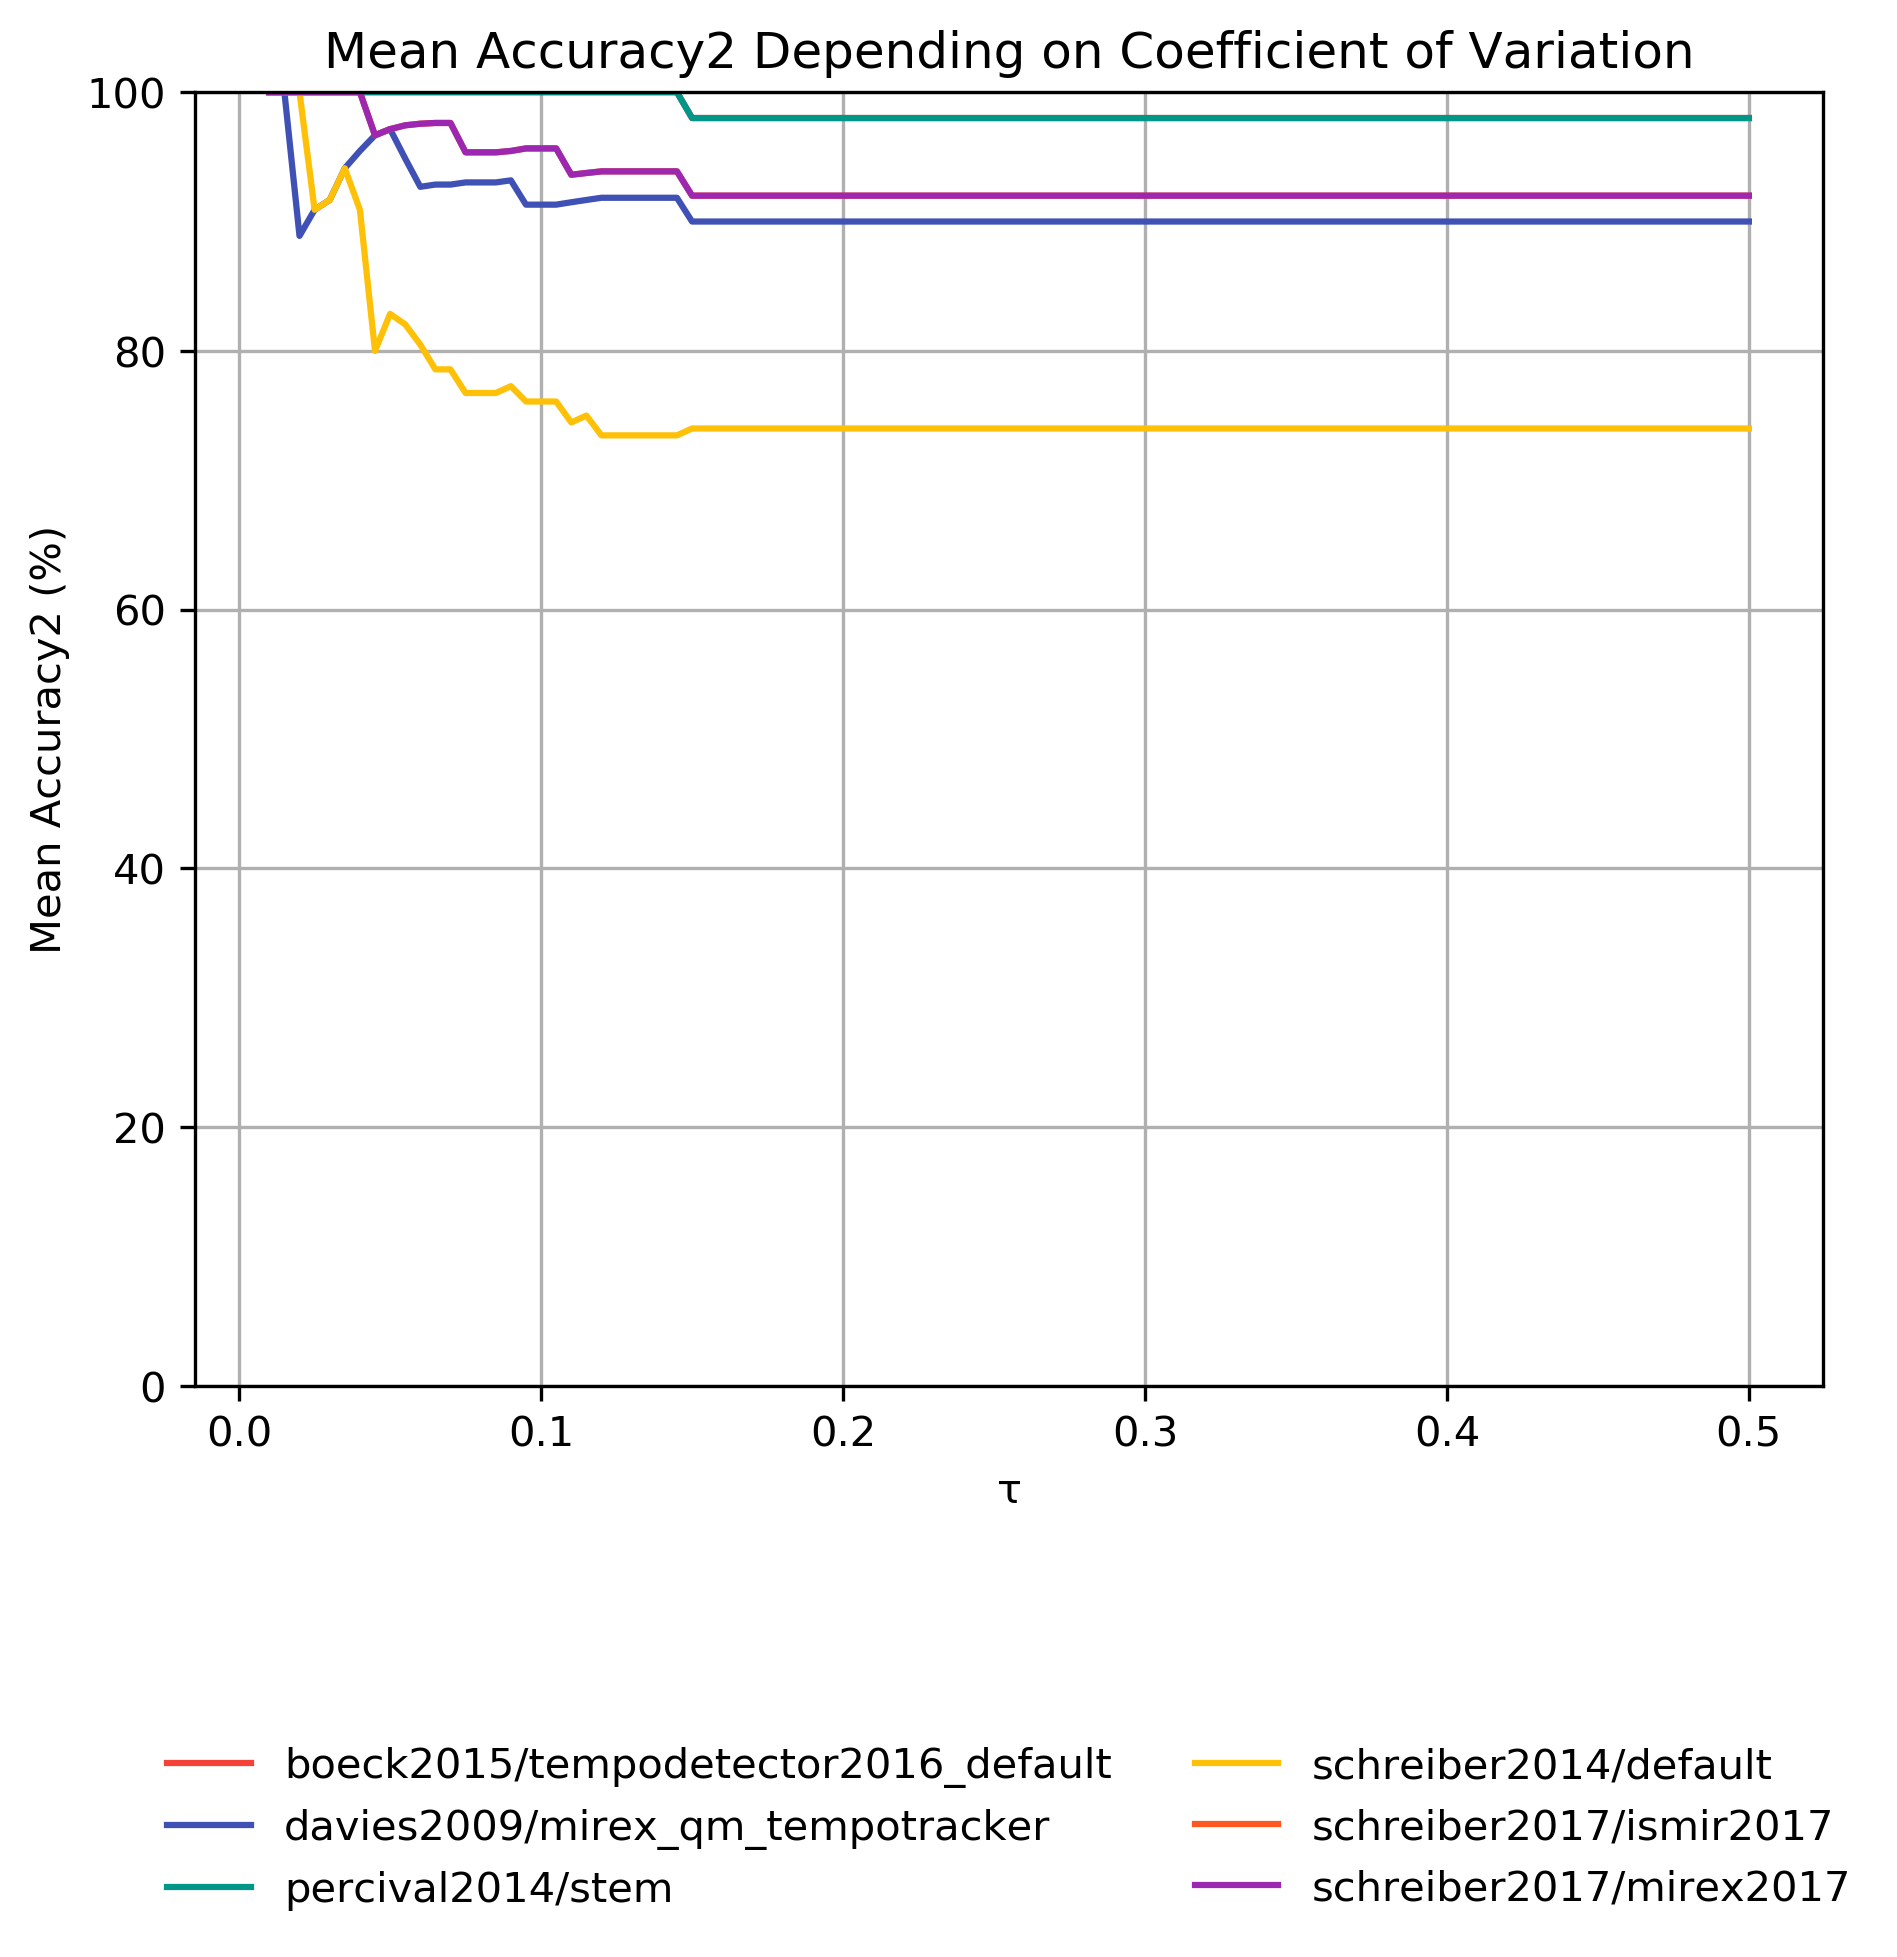 Mean Accuracy2 Depending on Coefficient of Variation
100
80
60
40
20
0
Mean Accuracy2 (%)
0.0 0.1 0.2 0.3 0.4 0.5
τ
boeck2015/tempodetector2016_default
davies2009/mirex_qm_tempotracker
percival2014/stem
schreiber2014/default
schreiber2017/ismir2017
schreiber2017/mirex2017